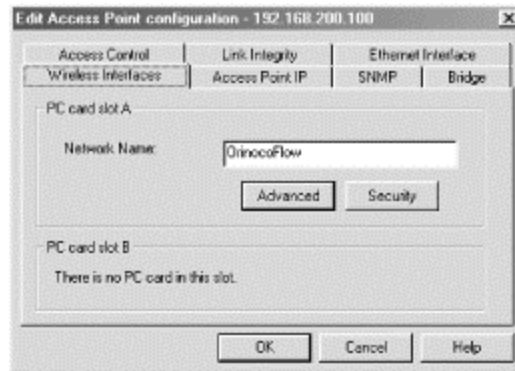 Edit Access Point configuration - 192.168.200.100
Access Control Link Integrity Ethernet Interface
Wireless Interfaces Access Point IP SNMP Bridge
PC card slot A
Network Name: OrinocoFlow
Advanced Security
PC card slot B
There is no PC card in this slot.
OK Cancel Help